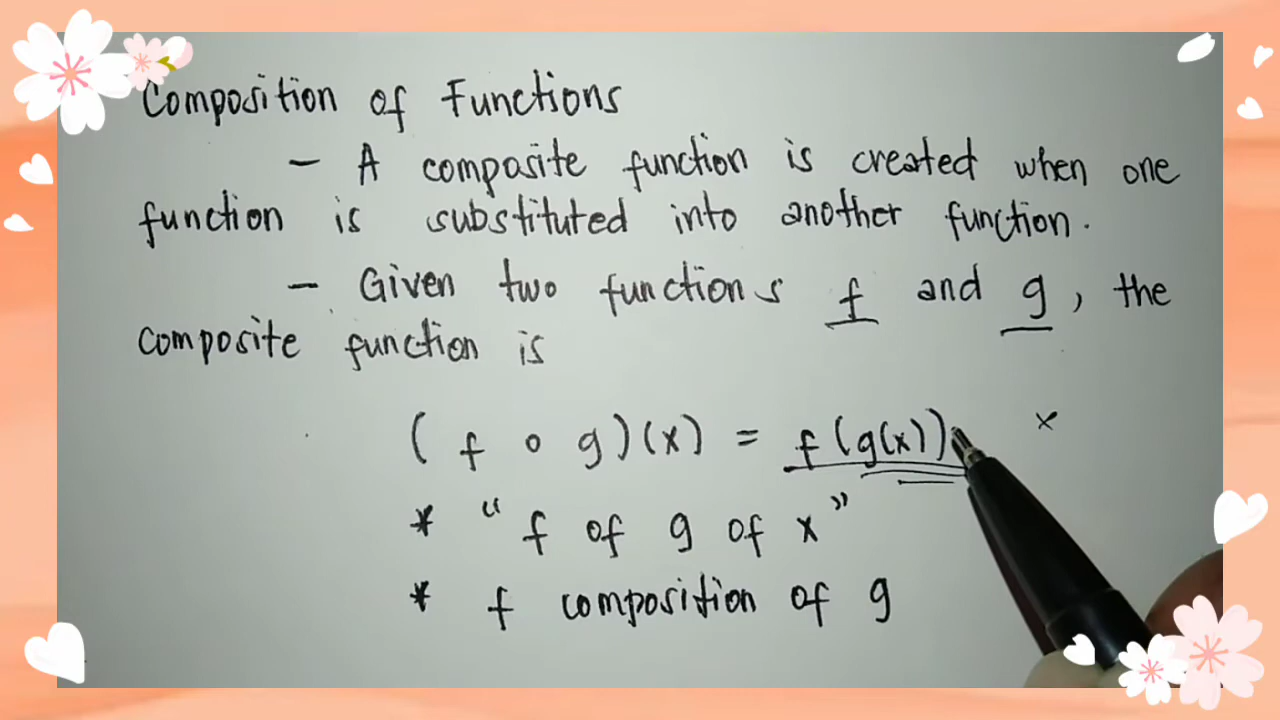 Composition of Functions
- A composite function is created when one
function is substituted into another function.
- Given two functions f and g, the
composite function is
(f o g)(x) = f(g(x)) x
* "f of g of x"
* f composition of g